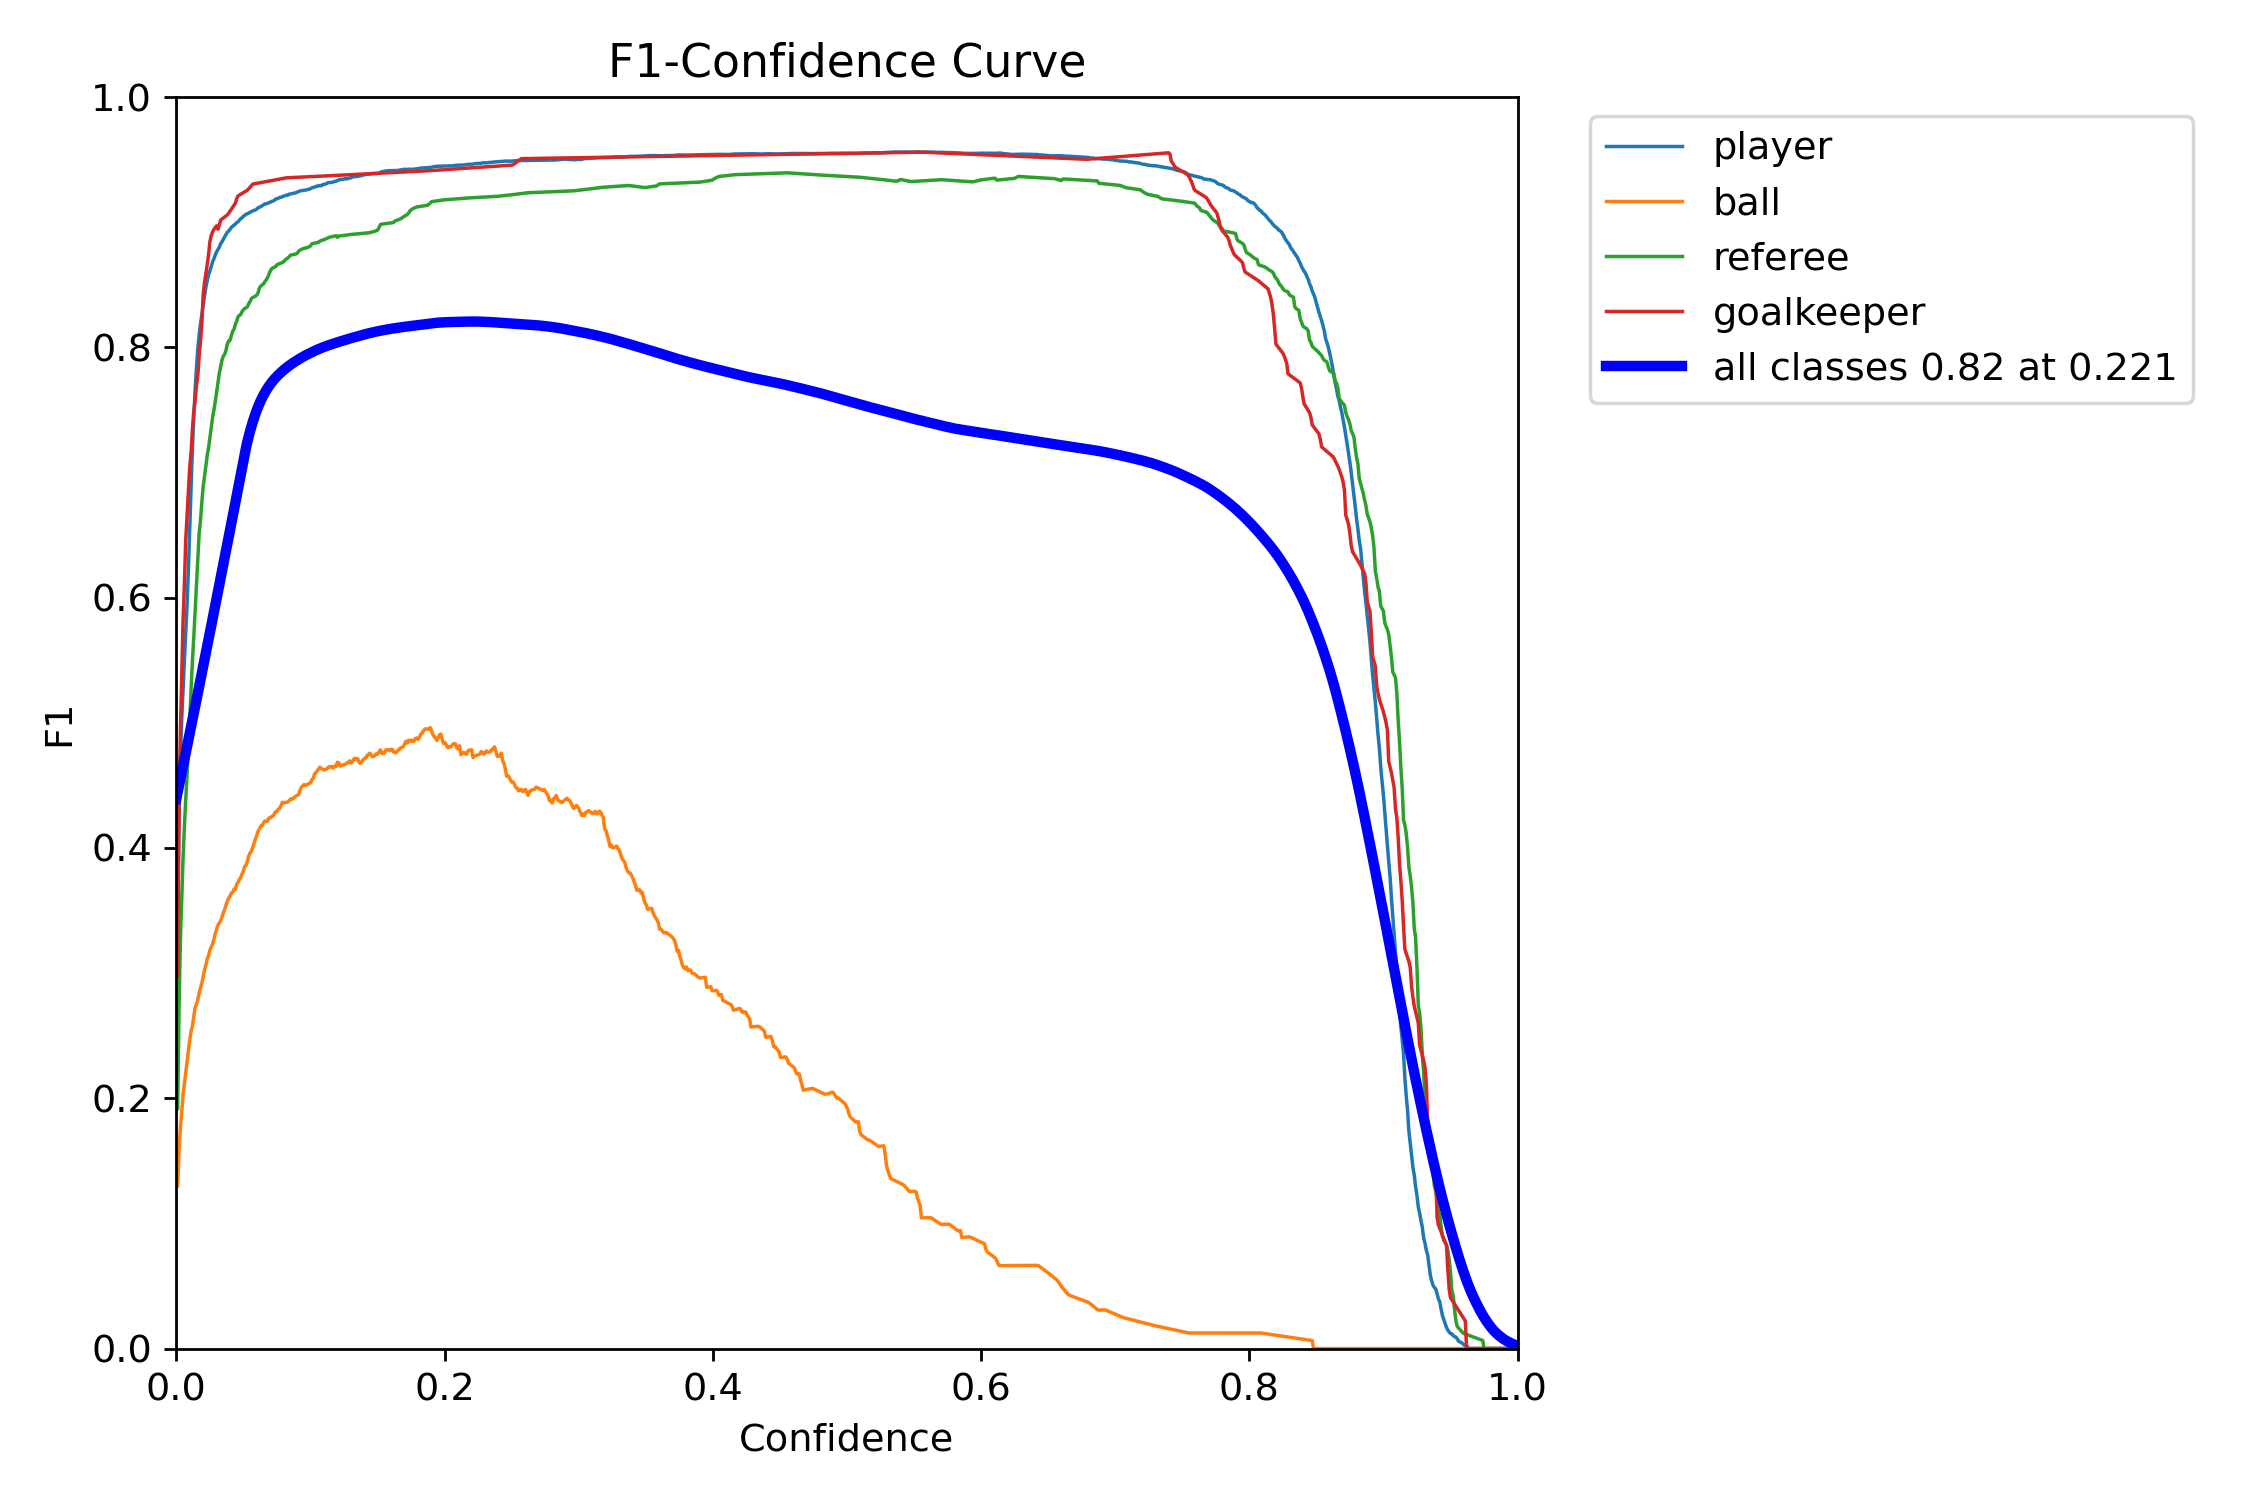 F1-Confidence Curve
1.0
0.8
0.6
0.4
0.2
0.0
F1
0.0 0.2 0.4 0.6 0.8 1.0
Confidence
player
ball
referee
goalkeeper
all classes 0.82 at 0.221